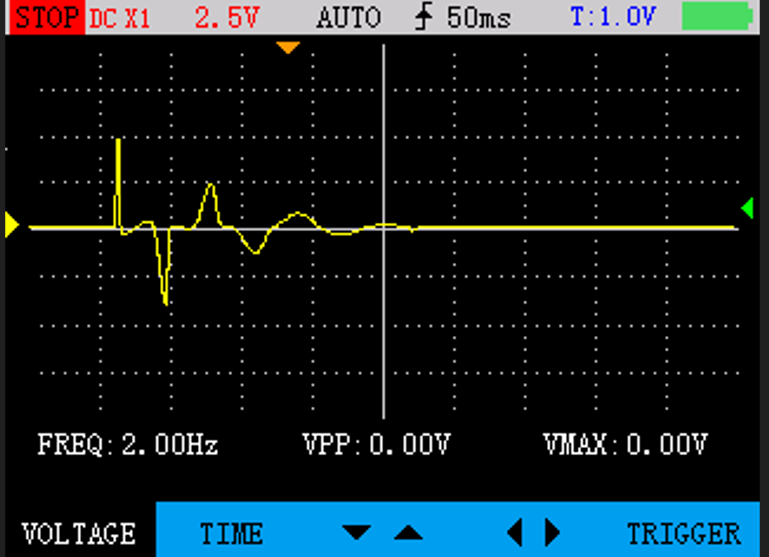 STOP DC X1 2.5V AUTO 50ms T:1.0V
FREQ:2.00Hz VPP:0.00V VMAX:0.00V
VOLTAGE TIME TRIGGER